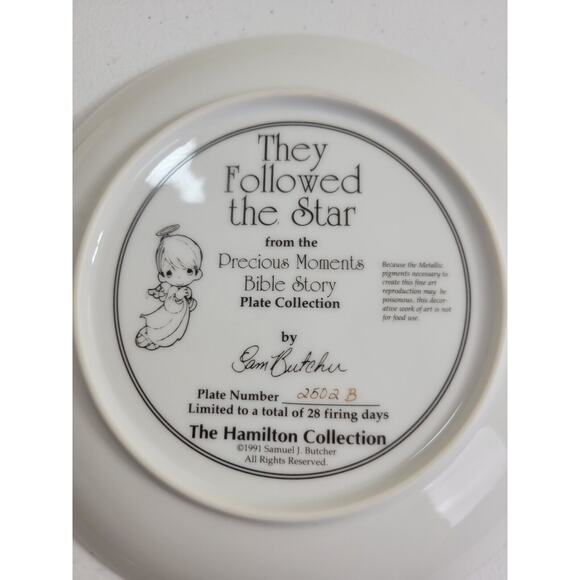 They
Followed
the Star
from the
Precious Moments
Bible Story
Plate Collection
Because the Metallic
pigments necessary to
create this fine art
reproduction may be
poisonous, this decor-
ative work of art is not
for food use.
by
Sam Butcher
Plate Number 2502 B
Limited to a total of 28 firing days
The Hamilton Collection
©1991 Samuel J. Butcher
All Rights Reserved.